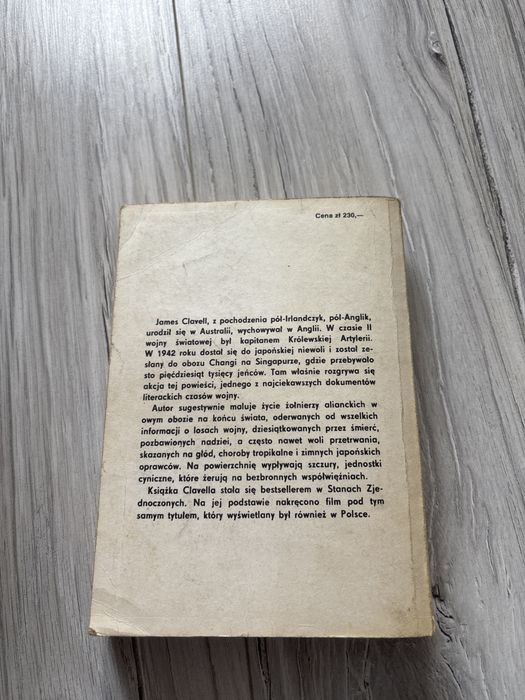 Cena zł 230,—
James Clavell, z pochodzenia pół-Irlandczyk, pół-Anglik,
urodził się w Australii, wychowywał w Anglii. W czasie II
wojny światowej był kapitanem Królewskiej Artylerii.
W 1942 roku dostał się do japońskiej niewoli i został ze-
słany do obozu Changi na Singapurze, gdzie przebywało
sto pięćdziesiąt tysięcy jeńców. Tam właśnie rozgrywa się
akcja tej powieści, jednego z najciekawszych dokumentów
literackich czasów wojny.
Autor sugestywnie maluje życie żołnierzy alianckich w
owym obozie na końcu świata, oderwanych od wszelkich
informacji o losach wojny, dziesiątkowanych przez śmierć,
pozbawionych nadziei, a często nawet woli przetrwania,
skazanych na głód, choroby tropikalne i zimnych japońskich
oprawców. Na powierzchnię wypływają szczury, jednostki
cyniczne, które żerują na bezbronnych współwięźniach.
Książka Clavella stała się bestsellerem w Stanach Zje-
dnoczonych. Na jej podstawie nakręcono film pod tym
samym tytułem, który wyświetlany był również w Polsce.